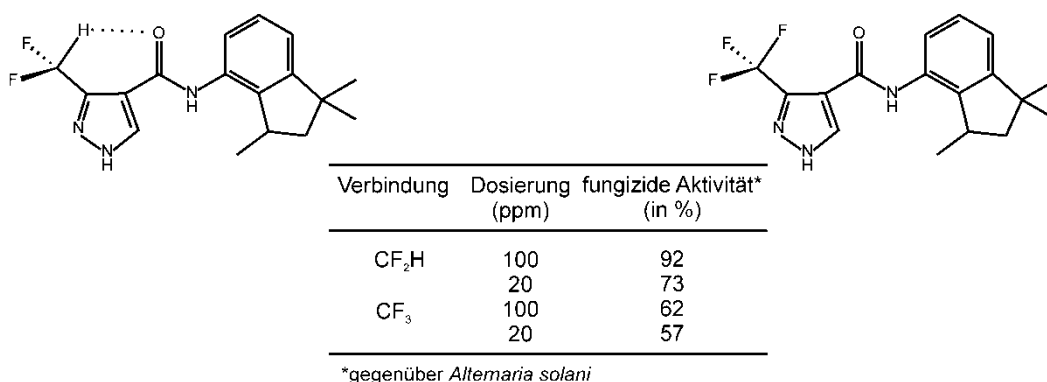 H O
F
F
N
H
N
NH
F O
F
F
N
H
N
N
H
Verbindung Dosierung fungizide Aktivität*
(ppm) (in %)
CF₂H 100 92
20 73
CF₃ 100 62
20 57
*gegenüber Alternaria solani